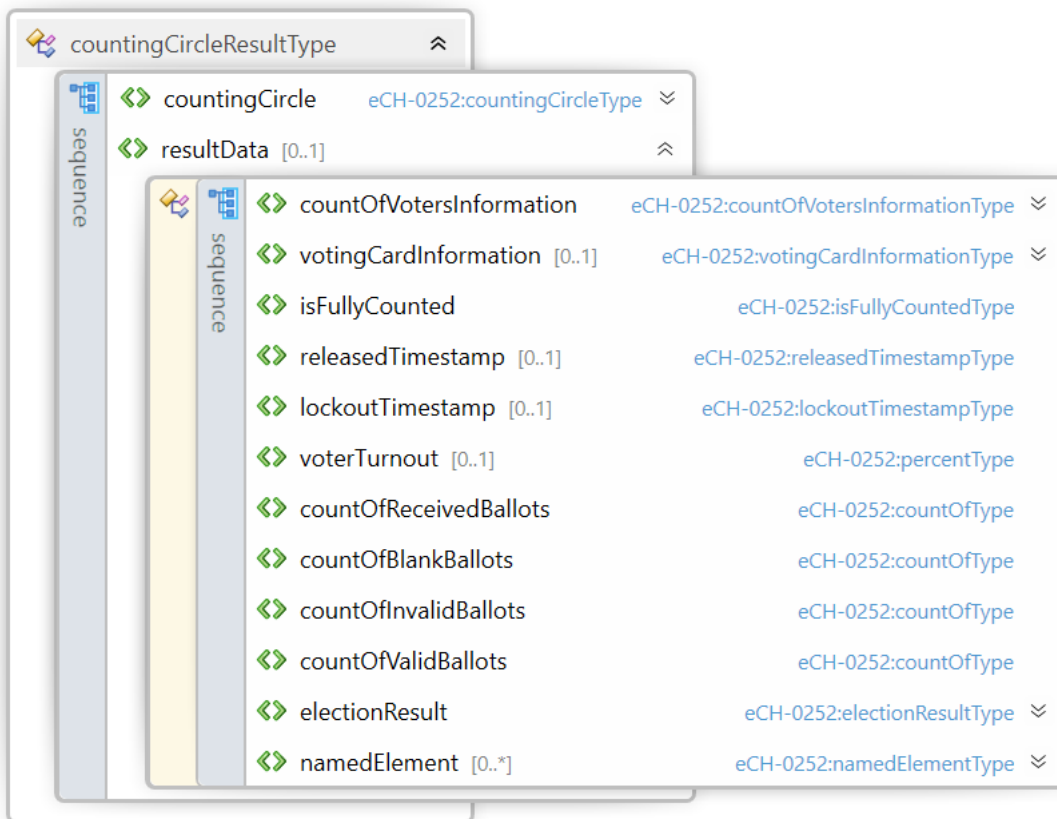 countingCircleResultType
sequence
countingCircle eCH-0252:countingCircleType
resultData [0..1]
sequence
countOfVotersInformation eCH-0252:countOfVotersInformationType
votingCardInformation [0..1] eCH-0252:votingCardInformationType
isFullyCounted eCH-0252:isFullyCountedType
releasedTimestamp [0..1] eCH-0252:releasedTimestampType
lockoutTimestamp [0..1] eCH-0252:lockoutTimestampType
voterTurnout [0..1] eCH-0252:percentType
countOfReceivedBallots eCH-0252:countOfType
countOfBlankBallots eCH-0252:countOfType
countOfInvalidBallots eCH-0252:countOfType
countOfValidBallots eCH-0252:countOfType
electionResult eCH-0252:electionResultType
namedElement [0..*] eCH-0252:namedElementType